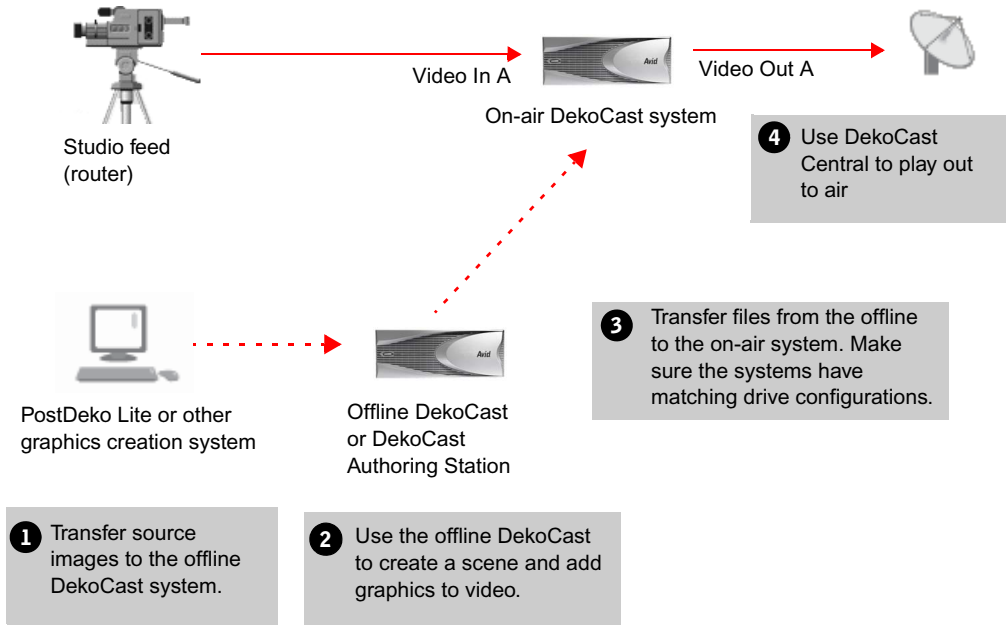 Video In A
Avid
Video Out A
On-air DekoCast system
Studio feed
(router)
4 Use DekoCast
Central to play out
to air
3 Transfer files from the offline
to the on-air system. Make
sure the systems have
matching drive configurations.
Avid
PostDeko Lite or other
graphics creation system
Offline DekoCast
or DekoCast
Authoring Station
1 Transfer source
images to the offline
DekoCast system.
2 Use the offline DekoCast
to create a scene and add
graphics to video.